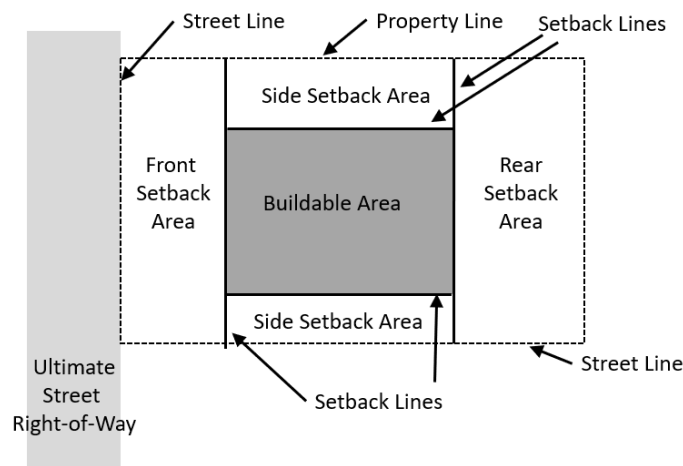 Street Line
Property Line
Setback Lines
Side Setback Area
Front
Setback
Area
Buildable Area
Rear
Setback
Area
Side Setback Area
Ultimate
Street
Right-of-Way
Setback Lines
Street Line